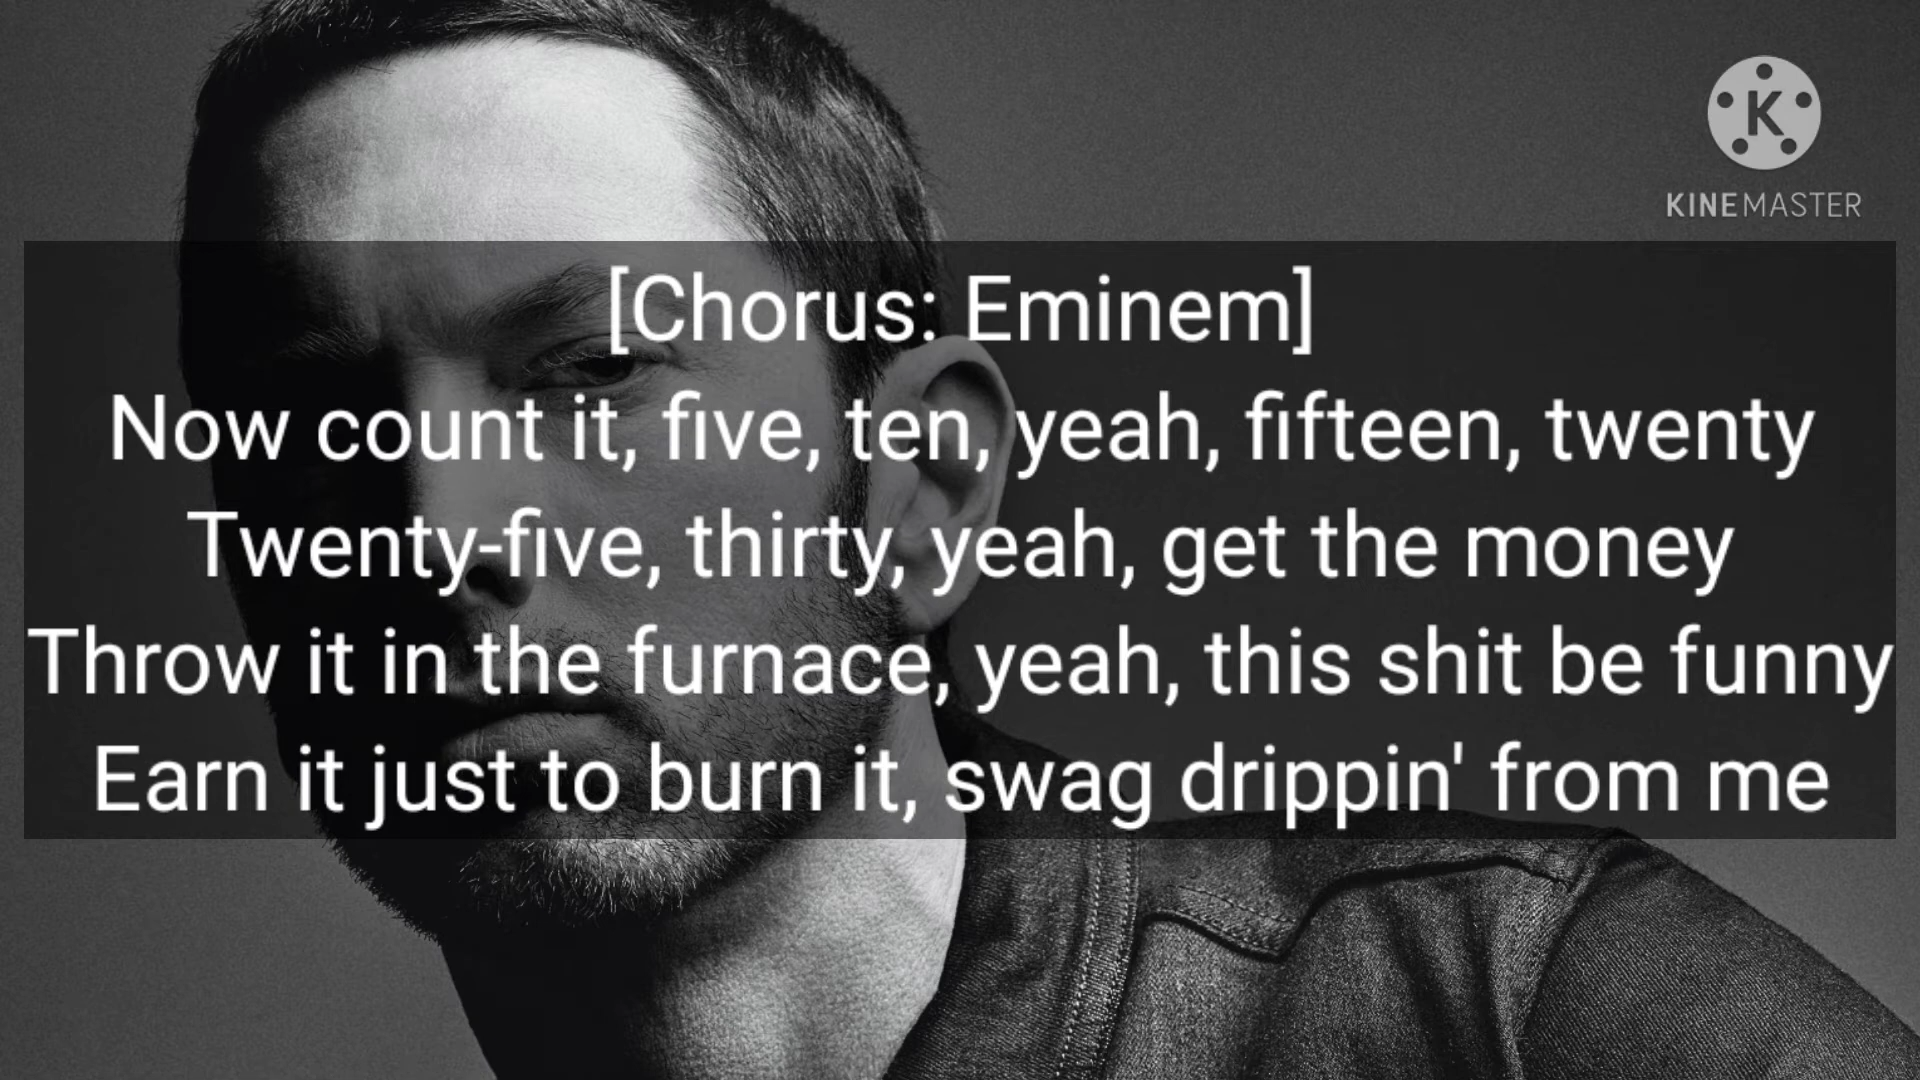 K
KINEMASTER
[Chorus: Eminem]
Now count it, five, ten, yeah, fifteen, twenty
Twenty-five, thirty, yeah, get the money
Throw it in the furnace, yeah, this shit be funny
Earn it just to burn it, swag drippin' from me